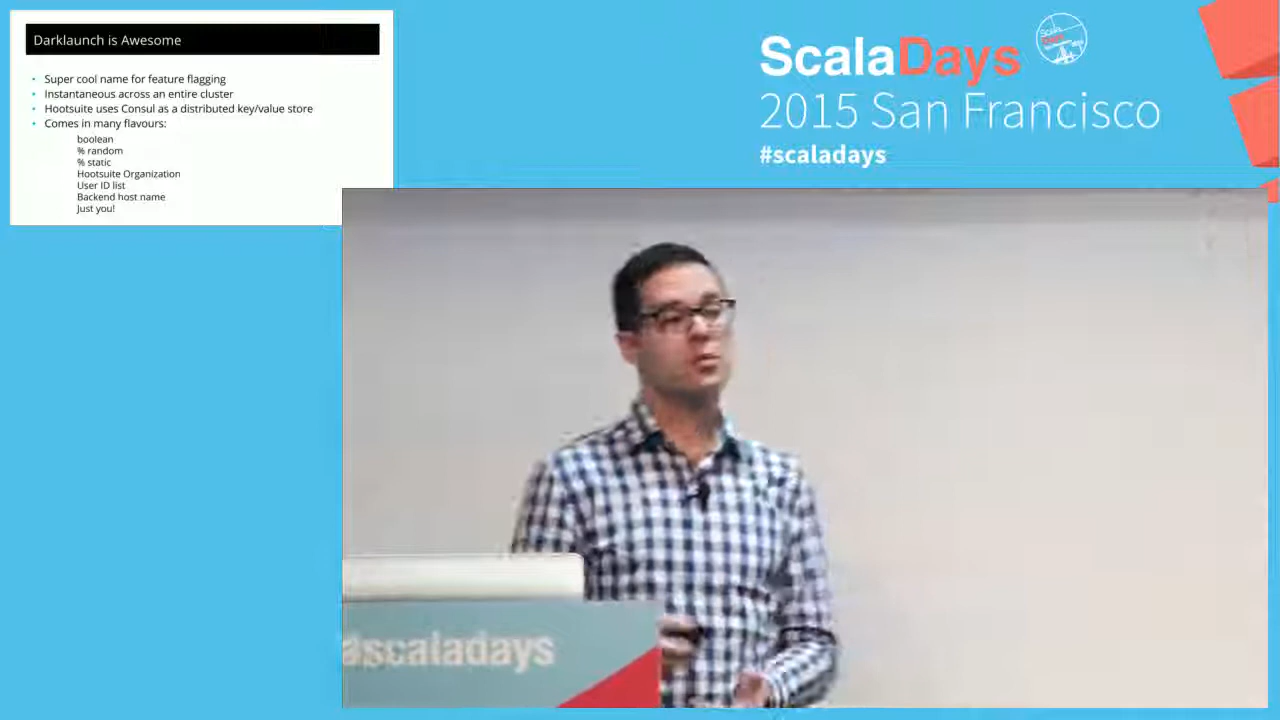 Darklaunch is Awesome
Super cool name for feature flagging
Instantaneous across an entire cluster
Hootsuite uses Consul as a distributed key/value store
Comes in many flavours:
boolean
% random
% static
Hootsuite Organization
User ID list
Backend host name
Just you!
ScalaDays
2015 San Francisco
#scaladays
#scaladays